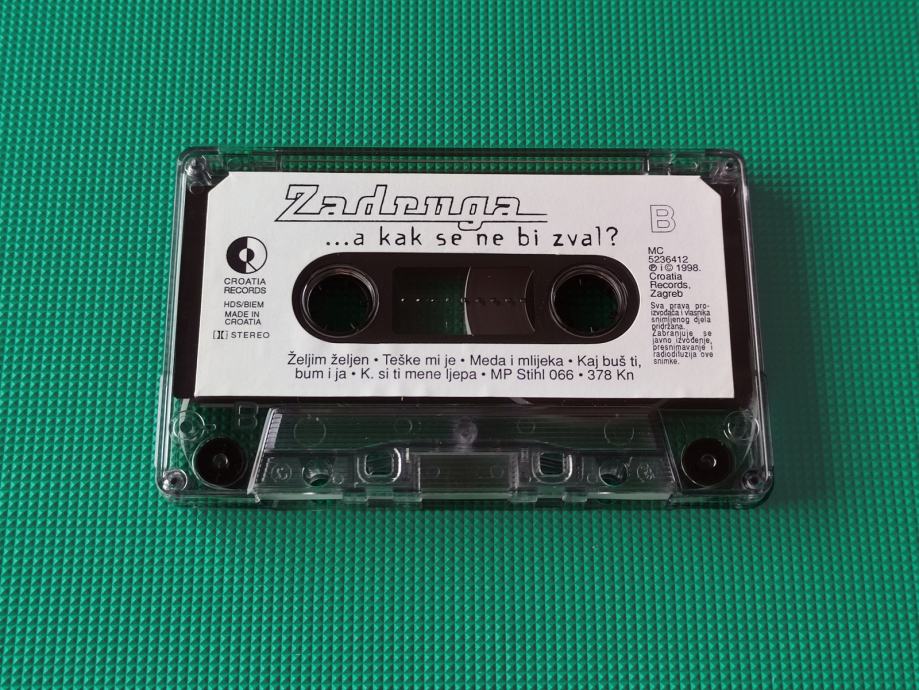 Zadruga
...a kak se ne bi zval?
B
CROATIA
RECORDS
HDS/BIEM
MADE IN
CROATIA
STEREO
MC
5236412
℗ i © 1998.
Croatia
Records,
Zagreb
Sva prava pro-
izvođača i vlasnika
snimljenog djela
pridržana.
Zabranjuje se
javno izvođenje,
presnimavanje i
radiodifuzija ove
snimke.
Željim željen • Teške mi je • Meda i mlijeka • Kaj buš ti,
bum i ja • K. si ti mene ljepa • MP Stihl 066 • 378 Kn